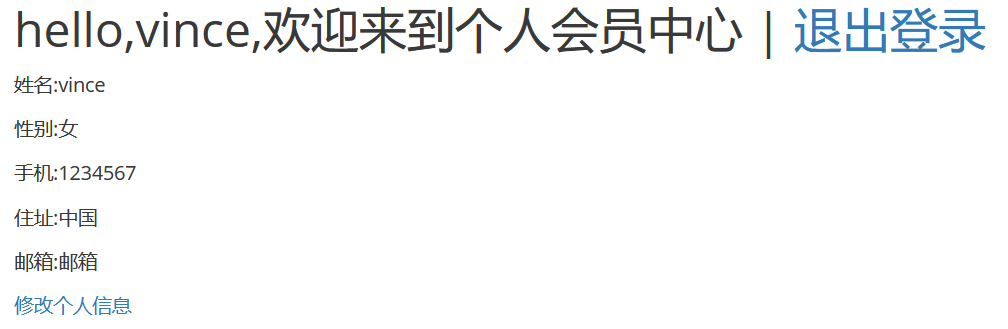 hello,vince,欢迎来到个人会员中心 | 退出登录
姓名:vince
性别:女
手机:1234567
住址:中国
邮箱:邮箱
修改个人信息